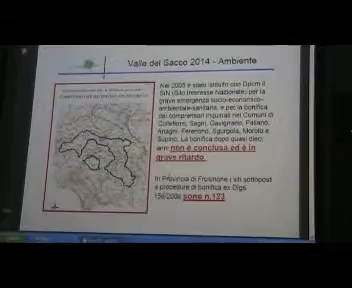 Valle del Sacco 2014 - Ambiente
Nel 2005 è stato istituito con Dpcm il
SIN (Sito Interesse Nazionale) per la
grave emergenza socio-economico-
ambientale-sanitaria, e per la bonifica
dei comprensori inquinati nei Comuni di
Colleferro, Segni, Gavignano, Paliano,
Anagni, Ferentino, Sgurgola, Morolo e
Supino. La bonifica dopo quasi dieci
anni non è conclusa ed è in
grave ritardo.
In Provincia di Frosinone i siti sottoposti
a procedure di bonifica ex-Dlgs
156/2006 sono n.123